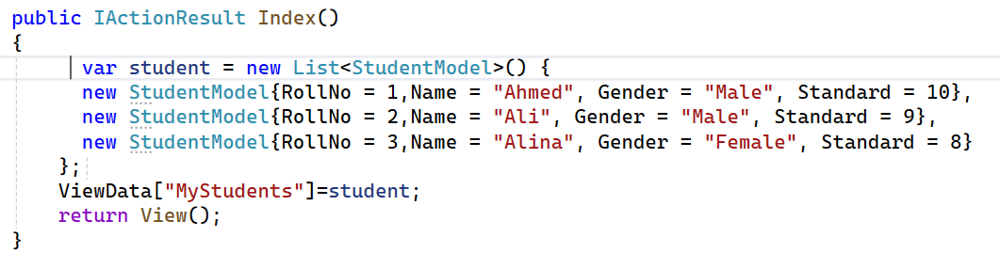 public IActionResult Index()
{
var student = new List<StudentModel>() {
new StudentModel{RollNo = 1,Name = "Ahmed", Gender = "Male", Standard = 10},
new StudentModel{RollNo = 2,Name = "Ali", Gender = "Male", Standard = 9},
new StudentModel{RollNo = 3,Name = "Alina", Gender = "Female", Standard = 8}
};
ViewData["MyStudents"]=student;
return View();
}